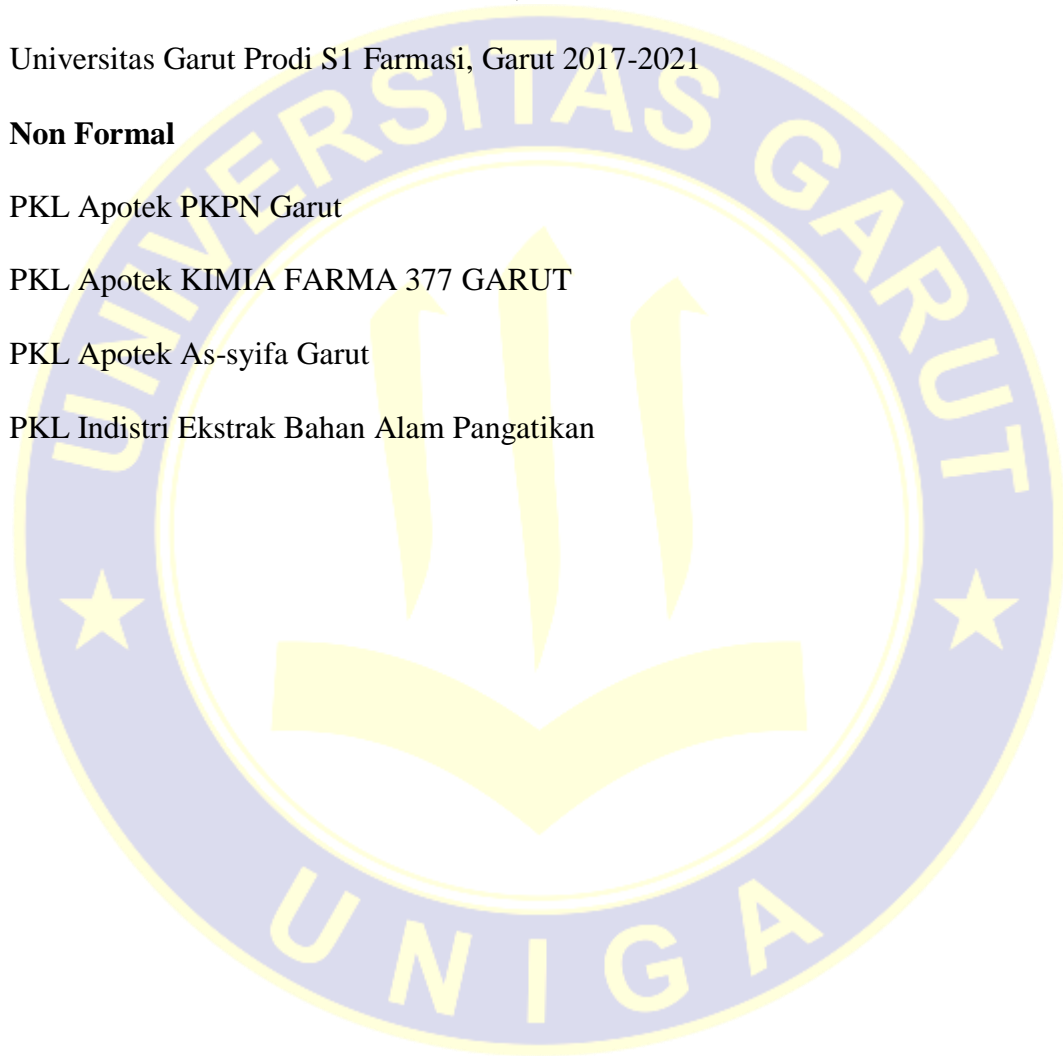 Universitas Garut Prodi S1 Farmasi, Garut 2017-2021
Non Formal
PKL Apotek PKPN Garut
PKL Apotek KIMIA FARMA 377 GARUT
PKL Apotek As-syifa Garut
PKL Indistri Ekstrak Bahan Alam Pangatikan
UNIVERSITAS GARUT
UNIGA